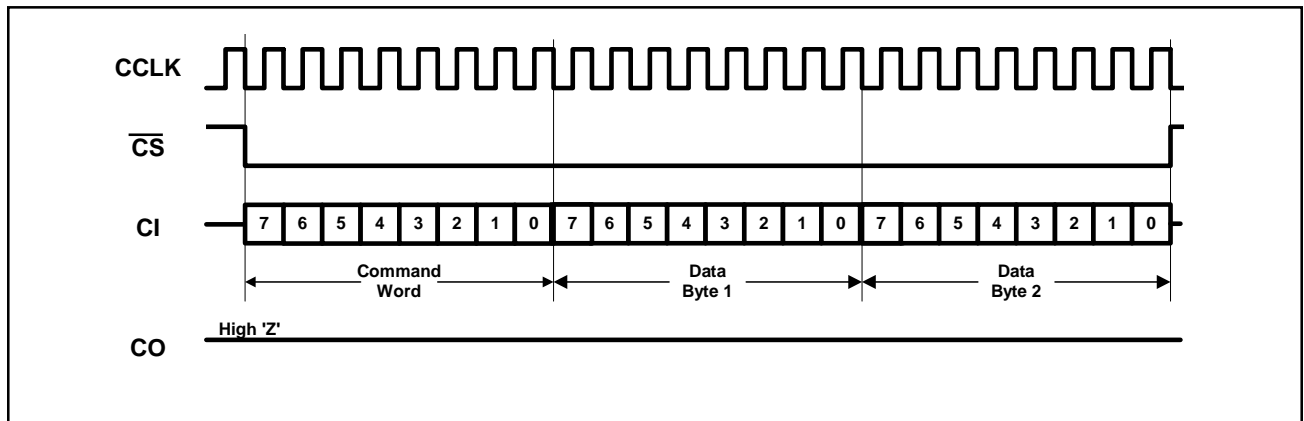 CCLK
CS
CI
7 6 5 4 3 2 1 0 7 6 5 4 3 2 1 0 7 6 5 4 3 2 1 0
Command
Word
Data
Byte 1
Data
Byte 2
High 'Z'
CO